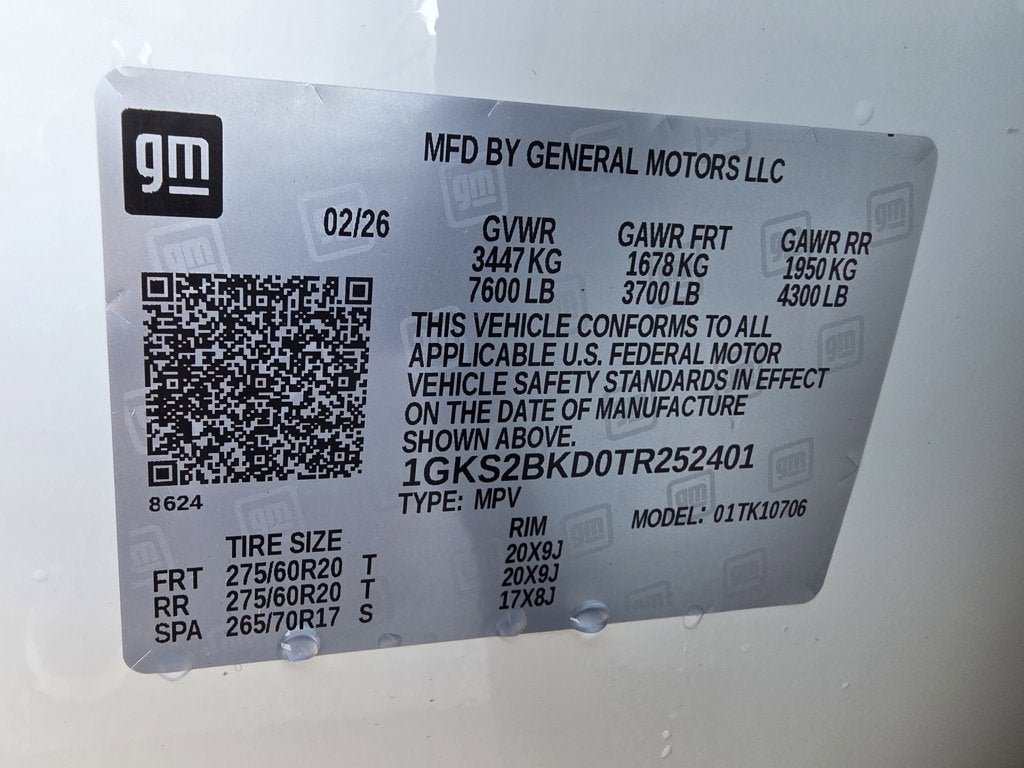 gm
MFD BY GENERAL MOTORS LLC
02/26
GVWR GAWR FRT GAWR RR
3447 KG 1678 KG 1950 KG
7600 LB 3700 LB 4300 LB
THIS VEHICLE CONFORMS TO ALL
APPLICABLE U.S. FEDERAL MOTOR
VEHICLE SAFETY STANDARDS IN EFFECT
ON THE DATE OF MANUFACTURE
SHOWN ABOVE.
1GKS2BKD0TR252401
8624
TYPE: MPV MODEL: 01TK10706
TIRE SIZE RIM
FRT 275/60R20 T 20X9J
RR 275/60R20 T 20X9J
SPA 265/70R17 S 17X8J